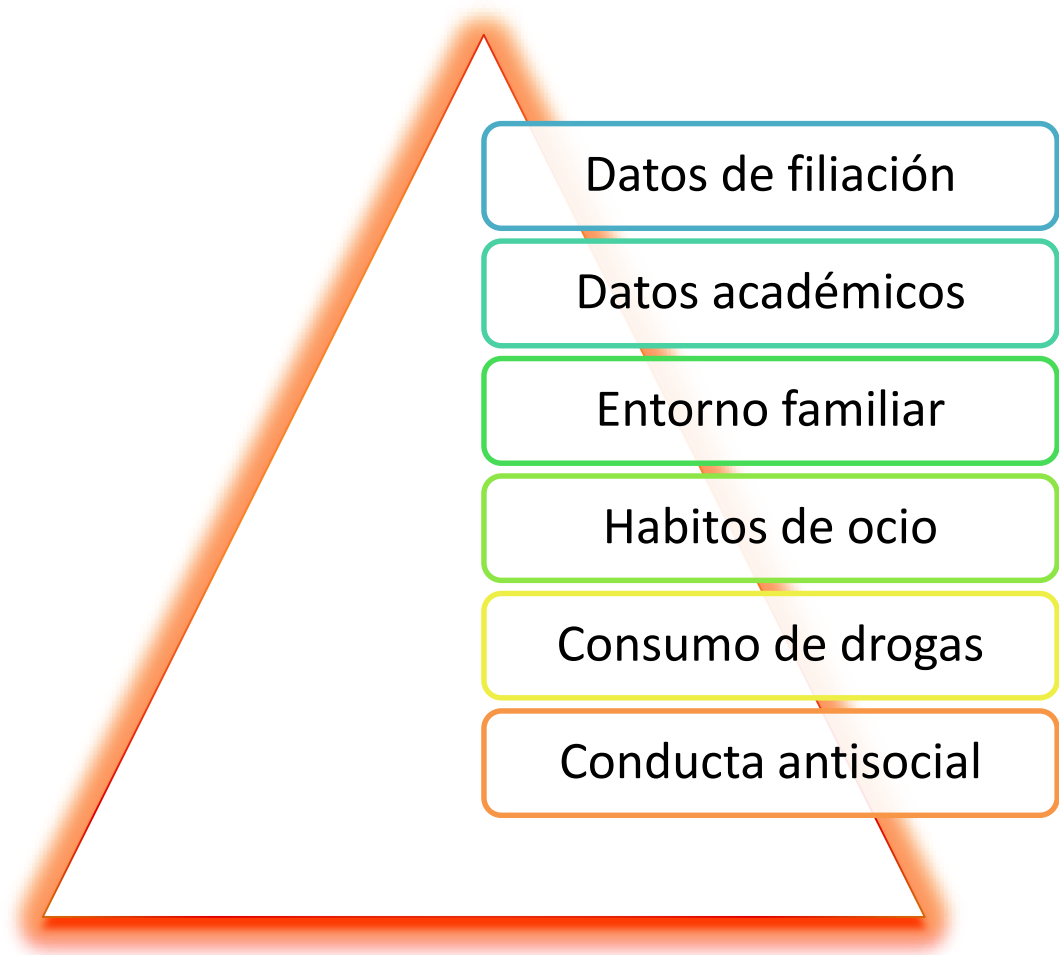 Datos de filiación
Datos académicos
Entorno familiar
Habitos de ocio
Consumo de drogas
Conducta antisocial